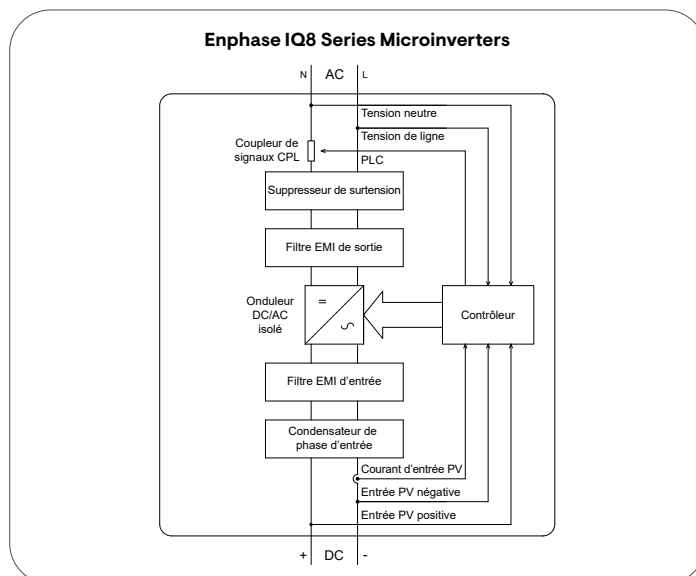 Enphase IQ8 Series Microinverters
N AC L
Tension neutre
Tension de ligne
Coupleur de
signaux CPL
PLC
Suppresseur de surtension
Filtre EMI de sortie
Onduleur
DC/AC
isolé
=
∿
Contrôleur
Filtre EMI d'entrée
Condensateur de
phase d'entrée
Courant d'entrée PV
Entrée PV négative
Entrée PV positive
+ DC -